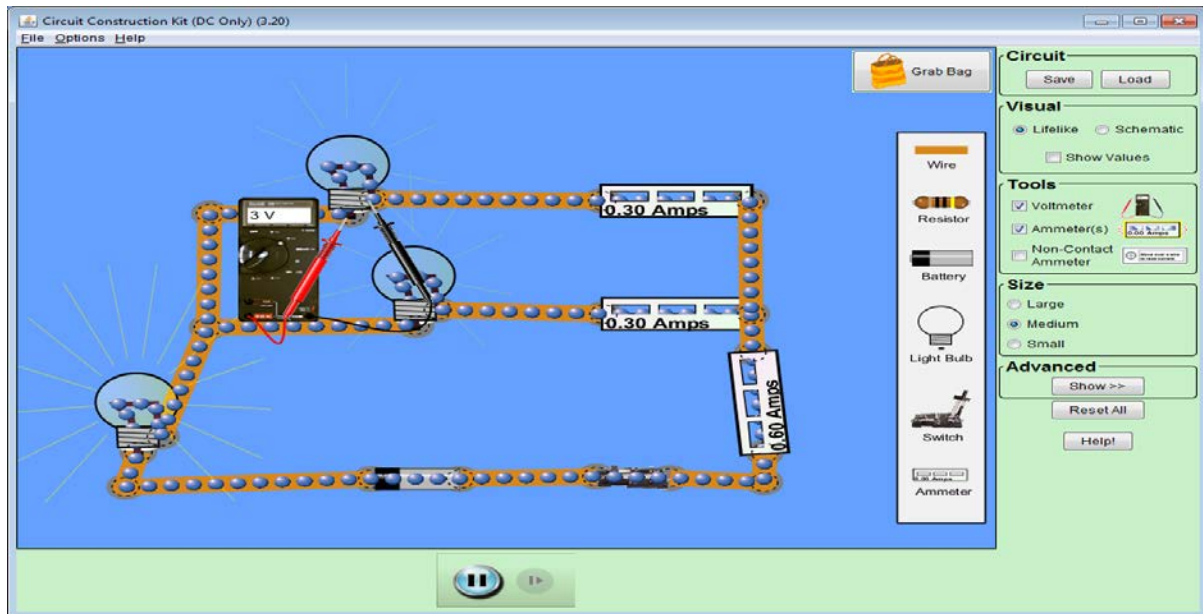 Circuit Construction Kit (DC Only) (3.20)
File Options Help
Grab Bag
3 V
0.30 Amps
0.30 Amps
0.60 Amps
Wire
Resistor
Battery
Light Bulb
Switch
Ammeter
Circuit
Save Load
Visual
Lifelike Schematic
Show Values
Tools
Voltmeter
Ammeter(s)
Non-Contact
Ammeter
Size
Large
Medium
Small
Advanced
Show >>
Reset All
Help!